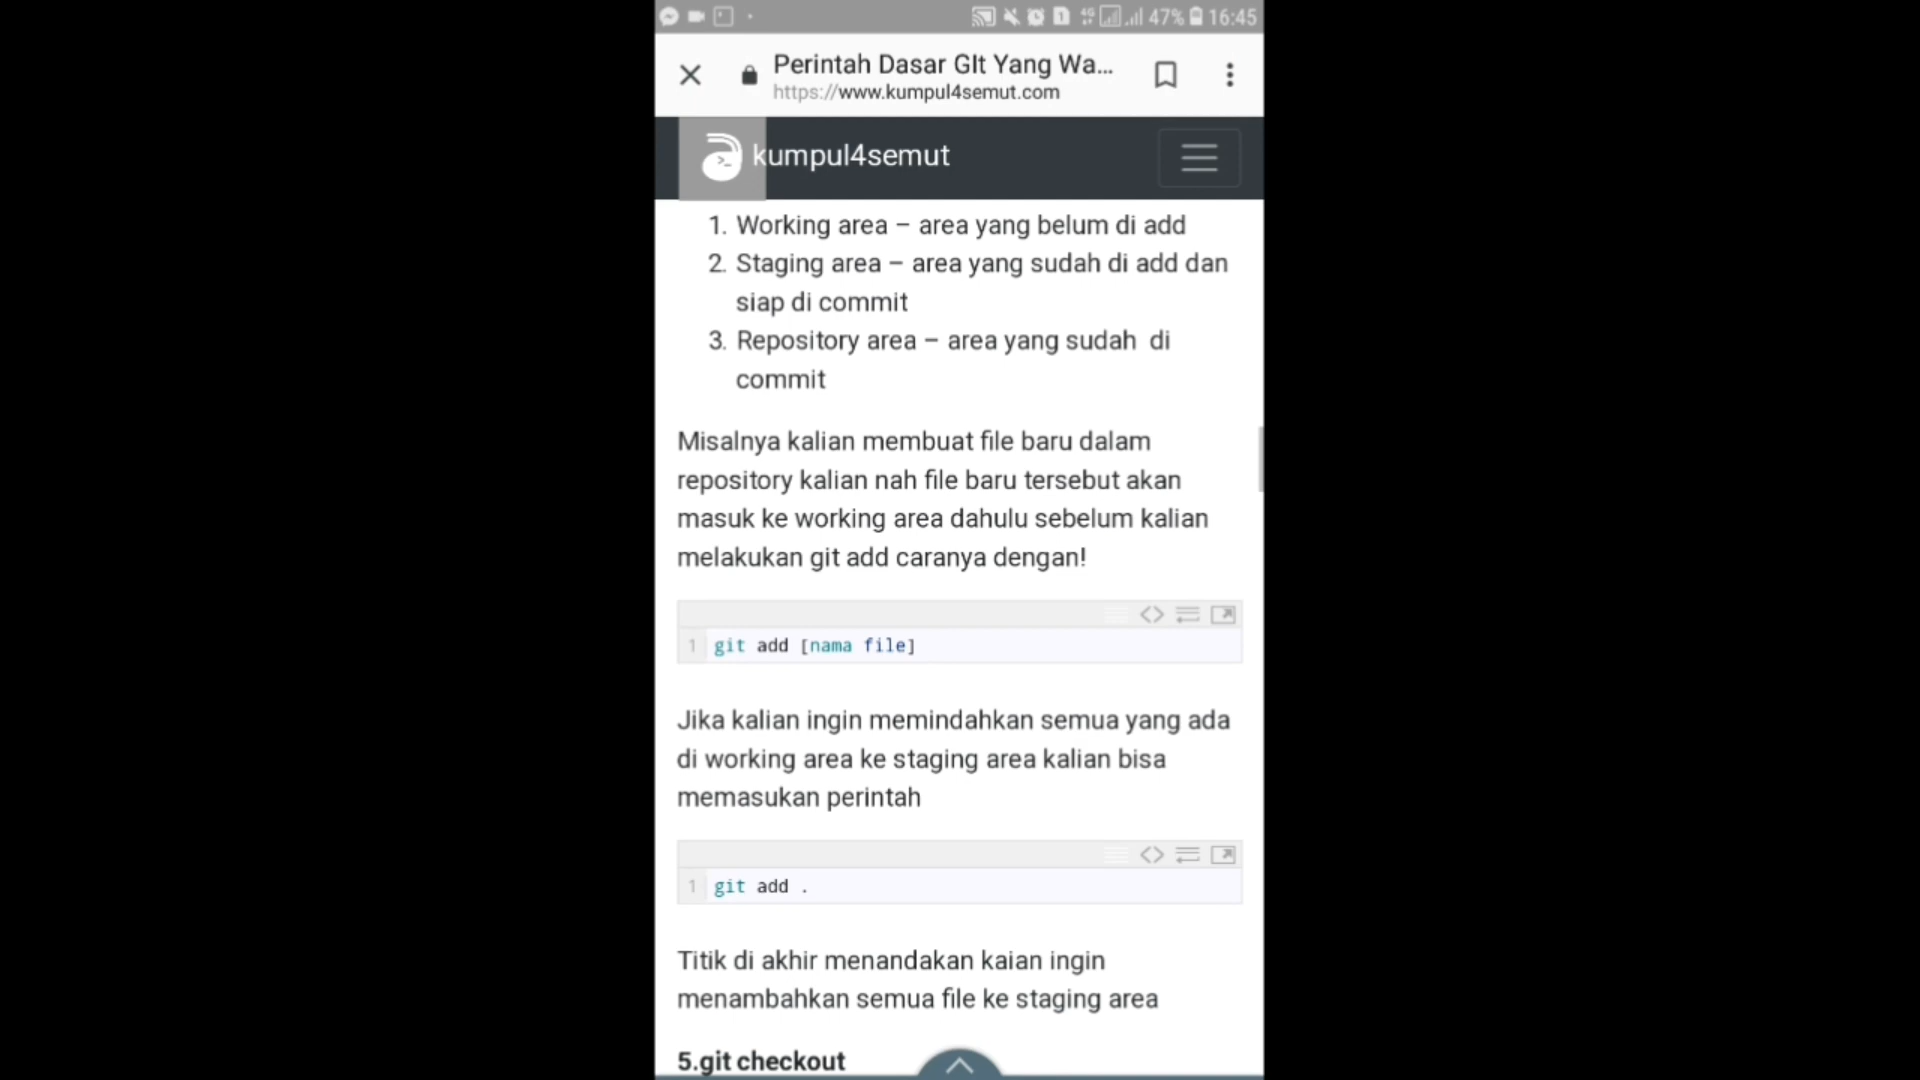 47% 16:45
Perintah Dasar GIt Yang Wa...
https://www.kumpul4semut.com
kumpul4semut
1. Working area – area yang belum di add
2. Staging area – area yang sudah di add dan
siap di commit
3. Repository area – area yang sudah di
commit
Misalnya kalian membuat file baru dalam
repository kalian nah file baru tersebut akan
masuk ke working area dahulu sebelum kalian
melakukan git add caranya dengan!
1 git add [nama file]
Jika kalian ingin memindahkan semua yang ada
di working area ke staging area kalian bisa
memasukan perintah
1 git add .
Titik di akhir menandakan kaian ingin
menambahkan semua file ke staging area
5.git checkout